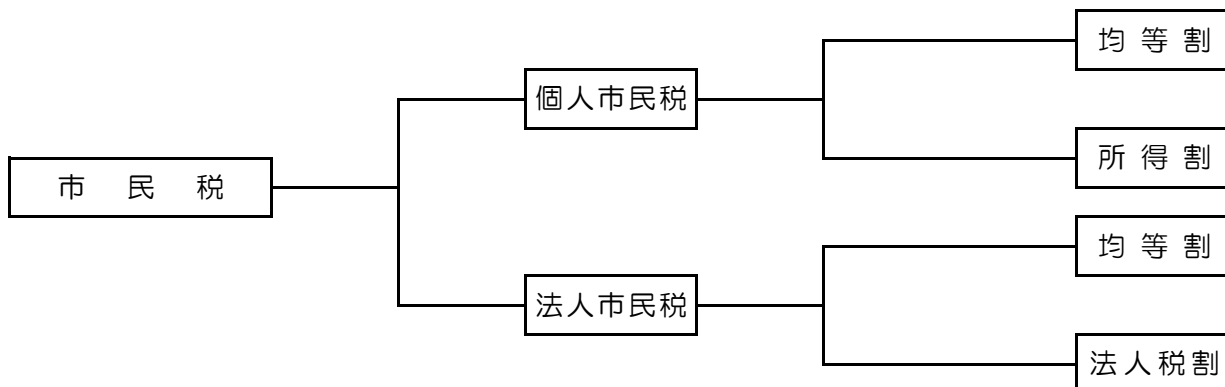 市民税
個人市民税
均等割
所得割
法人市民税
均等割
法人税割